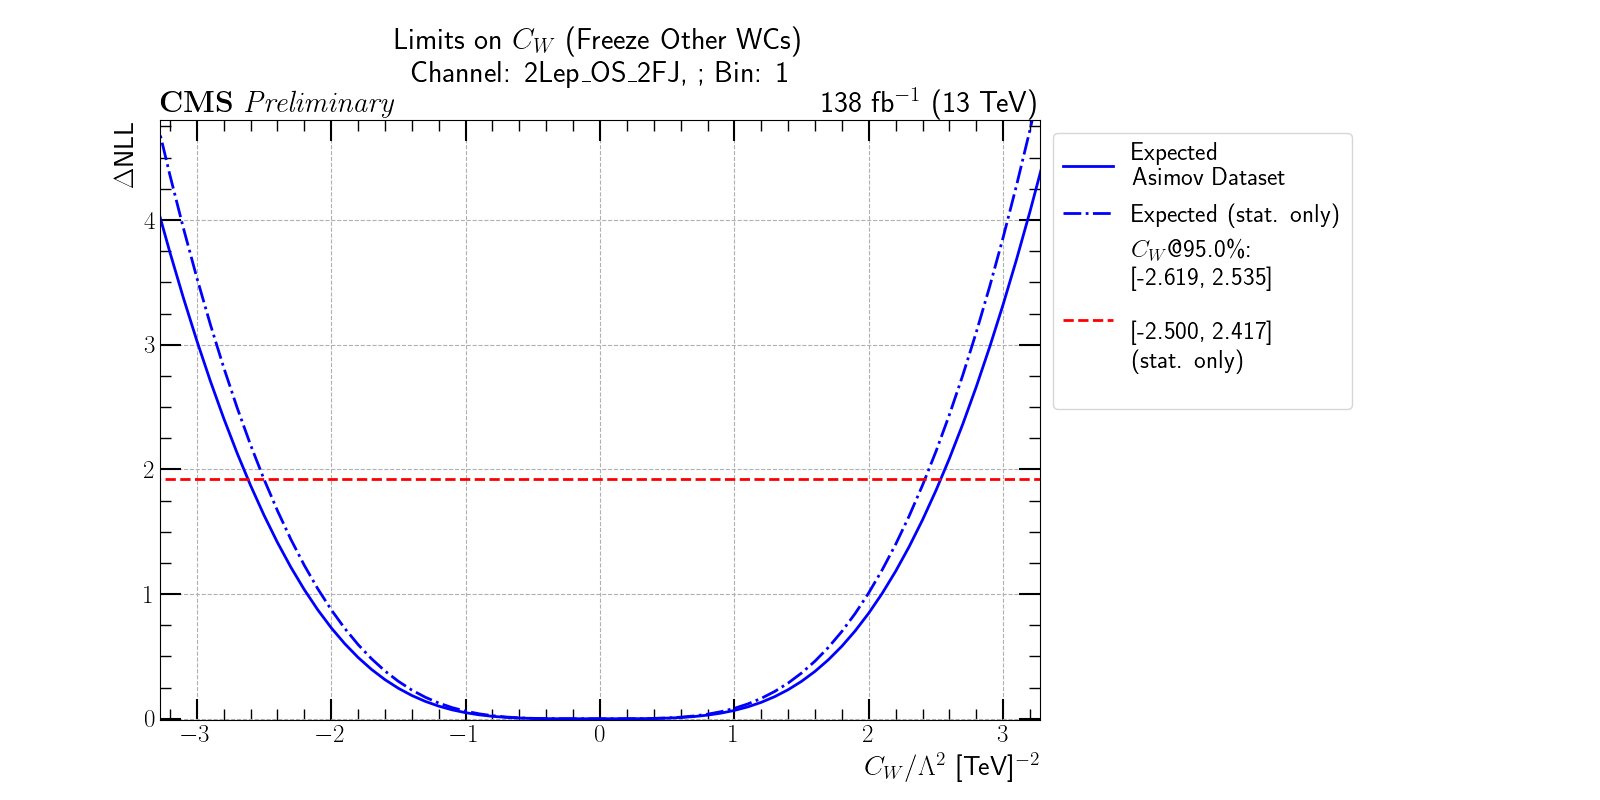 Limits on C_W (Freeze Other WCs)
Channel: 2Lep_OS_2FJ, ; Bin: 1
CMS Preliminary
138 fb⁻¹ (13 TeV)
ΔNLL
4
3
2
1
0
−3 −2 −1 0 1 2 3
C_W/Λ² [TeV]⁻²
Expected
Asimov Dataset
Expected (stat. only)
C_W@95.0%:
[-2.619, 2.535]
[-2.500, 2.417]
(stat. only)